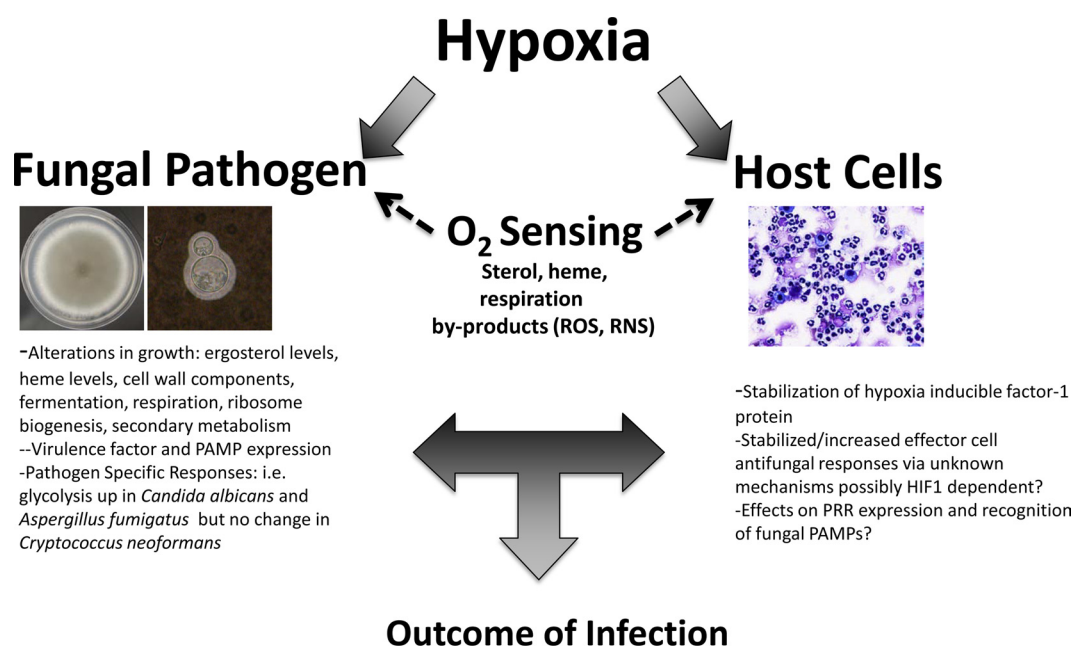 Hypoxia
Fungal Pathogen
Host Cells
O2 Sensing
Sterol, heme,
respiration
by-products (ROS, RNS)
-Alterations in growth: ergosterol levels,
heme levels, cell wall components,
fermentation, respiration, ribosome
biogenesis, secondary metabolism
--Virulence factor and PAMP expression
-Pathogen Specific Responses: i.e.
glycolysis up in Candida albicans and
Aspergillus fumigatus but no change in
Cryptococcus neoformans
-Stabilization of hypoxia inducible factor-1
protein
-Stabilized/increased effector cell
antifungal responses via unknown
mechanisms possibly HIF1 dependent?
-Effects on PRR expression and recognition
of fungal PAMPs?
Outcome of Infection